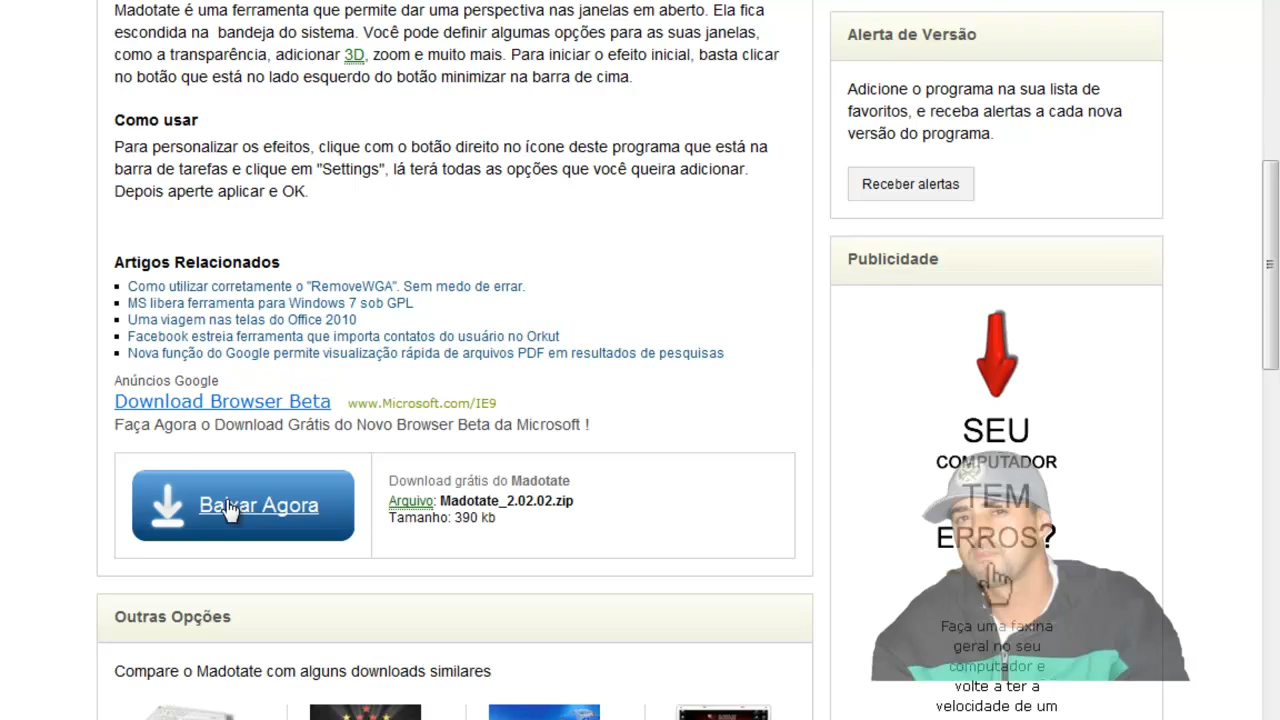 Madotate é uma ferramenta que permite dar uma perspectiva nas janelas em aberto. Ela fica
escondida na bandeja do sistema. Você pode definir algumas opções para as suas janelas,
como a transparência, adicionar 3D, zoom e muito mais. Para iniciar o efeito inicial, basta clicar
no botão que está no lado esquerdo do botão minimizar na barra de cima.
Como usar
Para personalizar os efeitos, clique com o botão direito no ícone deste programa que está na
barra de tarefas e clique em "Settings", lá terá todas as opções que você queira adicionar.
Depois aperte aplicar e OK.
Artigos Relacionados
Como utilizar corretamente o "RemoveWGA". Sem medo de errar.
MS libera ferramenta para Windows 7 sob GPL
Uma viagem nas telas do Office 2010
Facebook estreia ferramenta que importa contatos do usuário no Orkut
Nova função do Google permite visualização rápida de arquivos PDF em resultados de pesquisas
Anúncios Google
Download Browser Beta www.Microsoft.com/IE9
Faça Agora o Download Grátis do Novo Browser Beta da Microsoft !
Baixar Agora
Download grátis do Madotate
Arquivo: Madotate_2.02.02.zip
Tamanho: 390 kb
Outras Opções
Compare o Madotate com alguns downloads similares
Alerta de Versão
Adicione o programa na sua lista de
favoritos, e receba alertas a cada nova
versão do programa.
Receber alertas
Publicidade
SEU
COMPUTADOR
TEM
ERROS?
Faça uma faxina
geral no seu
computador e
volte a ter a
velocidade de um